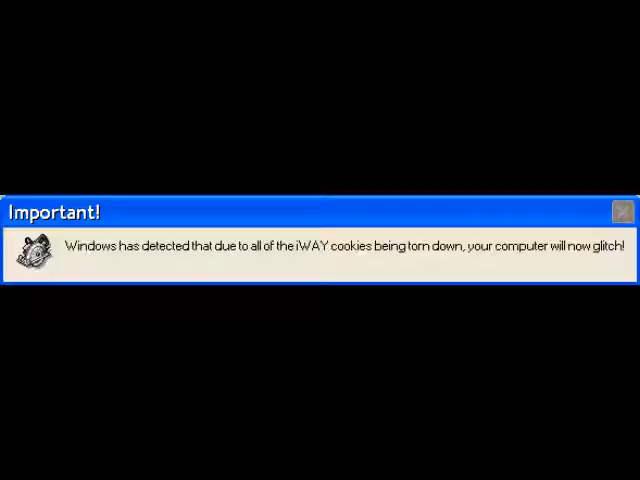 Important!
Windows has detected that due to all of the iWAY cookies being torn down, your computer will now glitch!